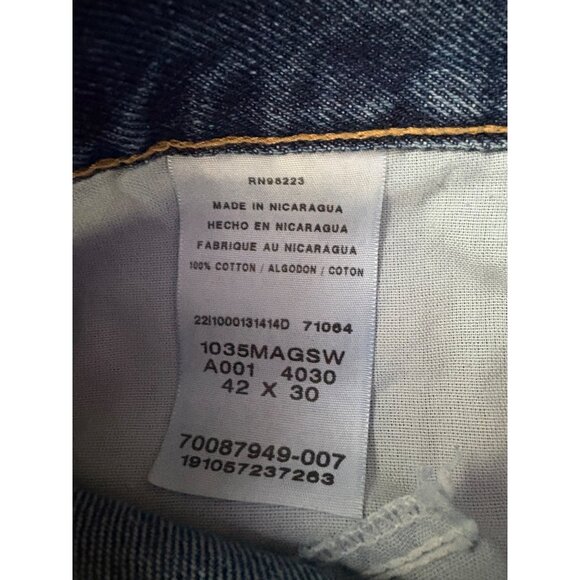 RN98223
MADE IN NICARAGUA
HECHO EN NICARAGUA
FABRIQUE AU NICARAGUA
100% COTTON / ALGODON / COTON
22I1000131414D 71064
1035MAGSW
A001 4030
42 X 30
70087949-007
191057237263